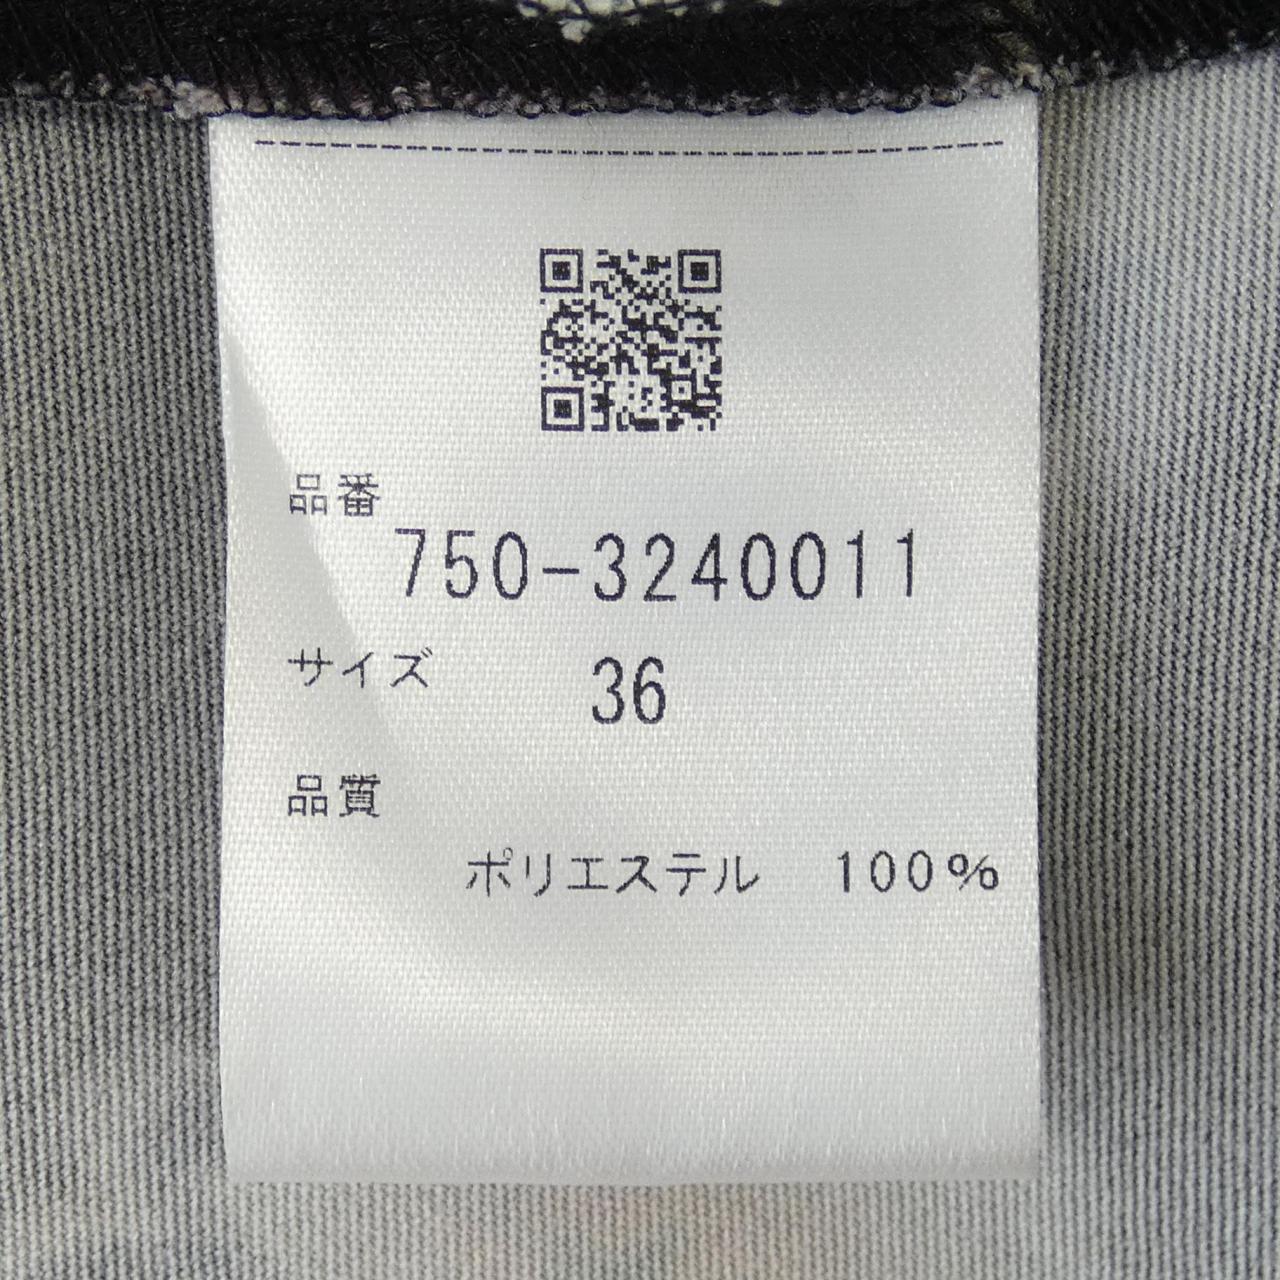 品番
750-3240011
サイズ 36
品質
ポリエステル 100%